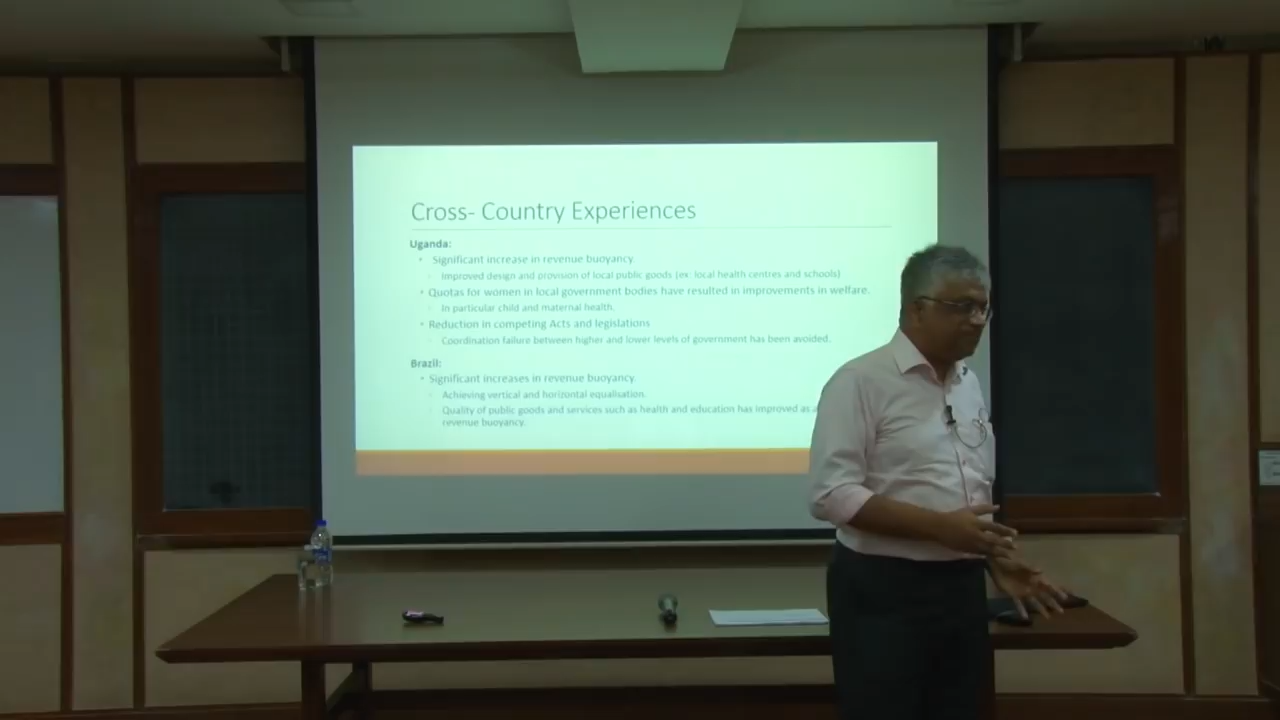 Cross- Country Experiences
Uganda:
Significant increase in revenue buoyancy.
Improved design and provision of local public goods (ex: local health centres and schools)
Quotas for women in local government bodies have resulted in improvements in welfare.
In particular child and maternal health.
Reduction in competing Acts and legislations
Coordination failure between higher and lower levels of government has been avoided.
Brazil:
Significant increases in revenue buoyancy.
Achieving vertical and horizontal equalisation.
Quality of public goods and services such as health and education has improved as
revenue buoyancy.